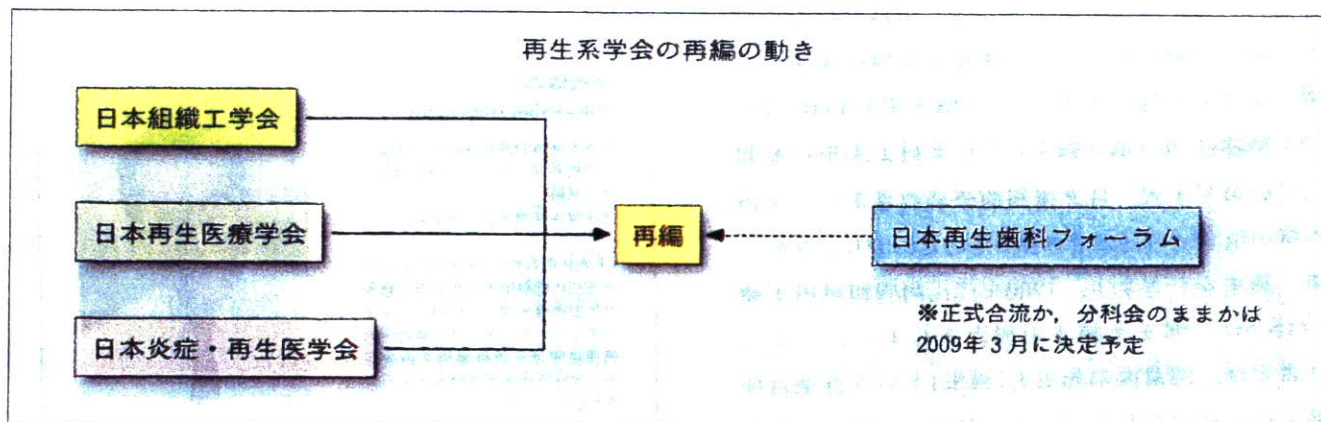 再生系学会の再編の動き
日本組織工学会
日本再生医療学会
再編
日本再生歯科フォーラム
※正式合流か，分科会のままかは
2009年3月に決定予定
日本炎症・再生医学会